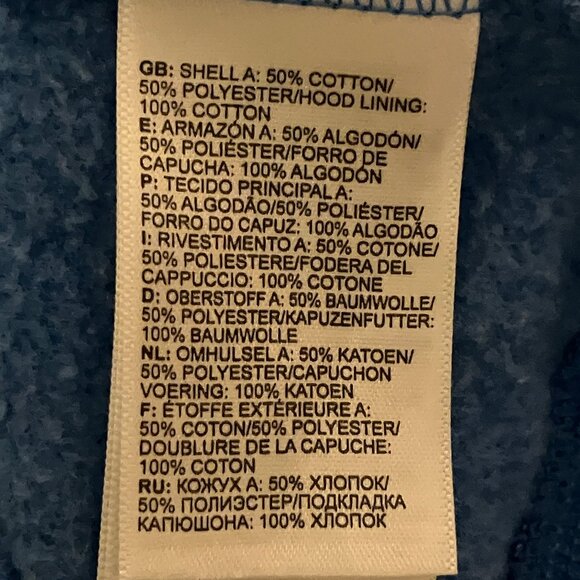 GB: SHELL A: 50% COTTON/
50% POLYESTER/HOOD LINING:
100% COTTON
E: ARMAZÓN A: 50% ALGODÓN/
50% POLIÉSTER/FORRO DE
CAPUCHA: 100% ALGODÓN
P: TECIDO PRINCIPAL A:
50% ALGODÃO/50% POLIÉSTER/
FORRO DO CAPUZ: 100% ALGODÃO
I: RIVESTIMENTO A: 50% COTONE/
50% POLIESTERE/FODERA DEL
CAPPUCCIO: 100% COTONE
D: OBERSTOFF A: 50% BAUMWOLLE/
50% POLYESTER/KAPUZENFUTTER:
100% BAUMWOLLE
NL: OMHULSEL A: 50% KATOEN/
50% POLYESTER/CAPUCHON
VOERING: 100% KATOEN
F: ÉTOFFE EXTÉRIEURE A:
50% COTON/50% POLYESTER/
DOUBLURE DE LA CAPUCHE:
100% COTON
RU: КОЖУХ A: 50% ХЛОПОК/
50% ПОЛИЭСТЕР/ПОДКЛАДКА
КАПЮШОНА: 100% ХЛОПОК